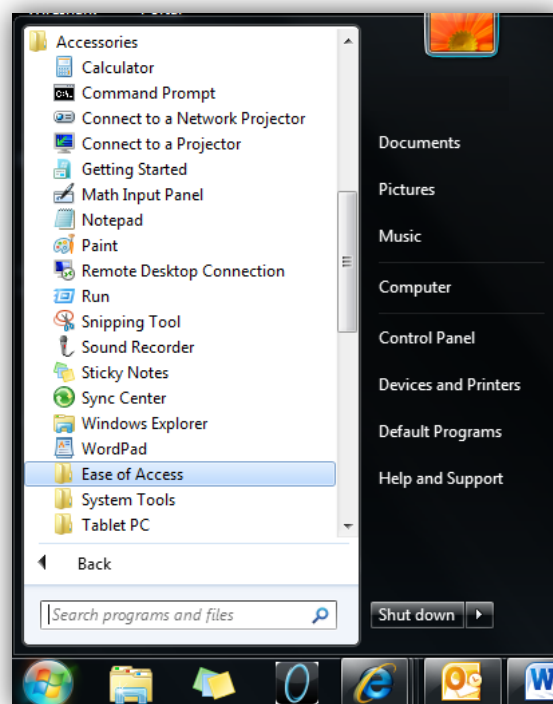 Accessories
Calculator
Command Prompt
Connect to a Network Projector
Connect to a Projector
Getting Started
Math Input Panel
Notepad
Paint
Remote Desktop Connection
Run
Snipping Tool
Sound Recorder
Sticky Notes
Sync Center
Windows Explorer
WordPad
Ease of Access
System Tools
Tablet PC
Back
Search programs and files
Documents
Pictures
Music
Computer
Control Panel
Devices and Printers
Default Programs
Help and Support
Shut down